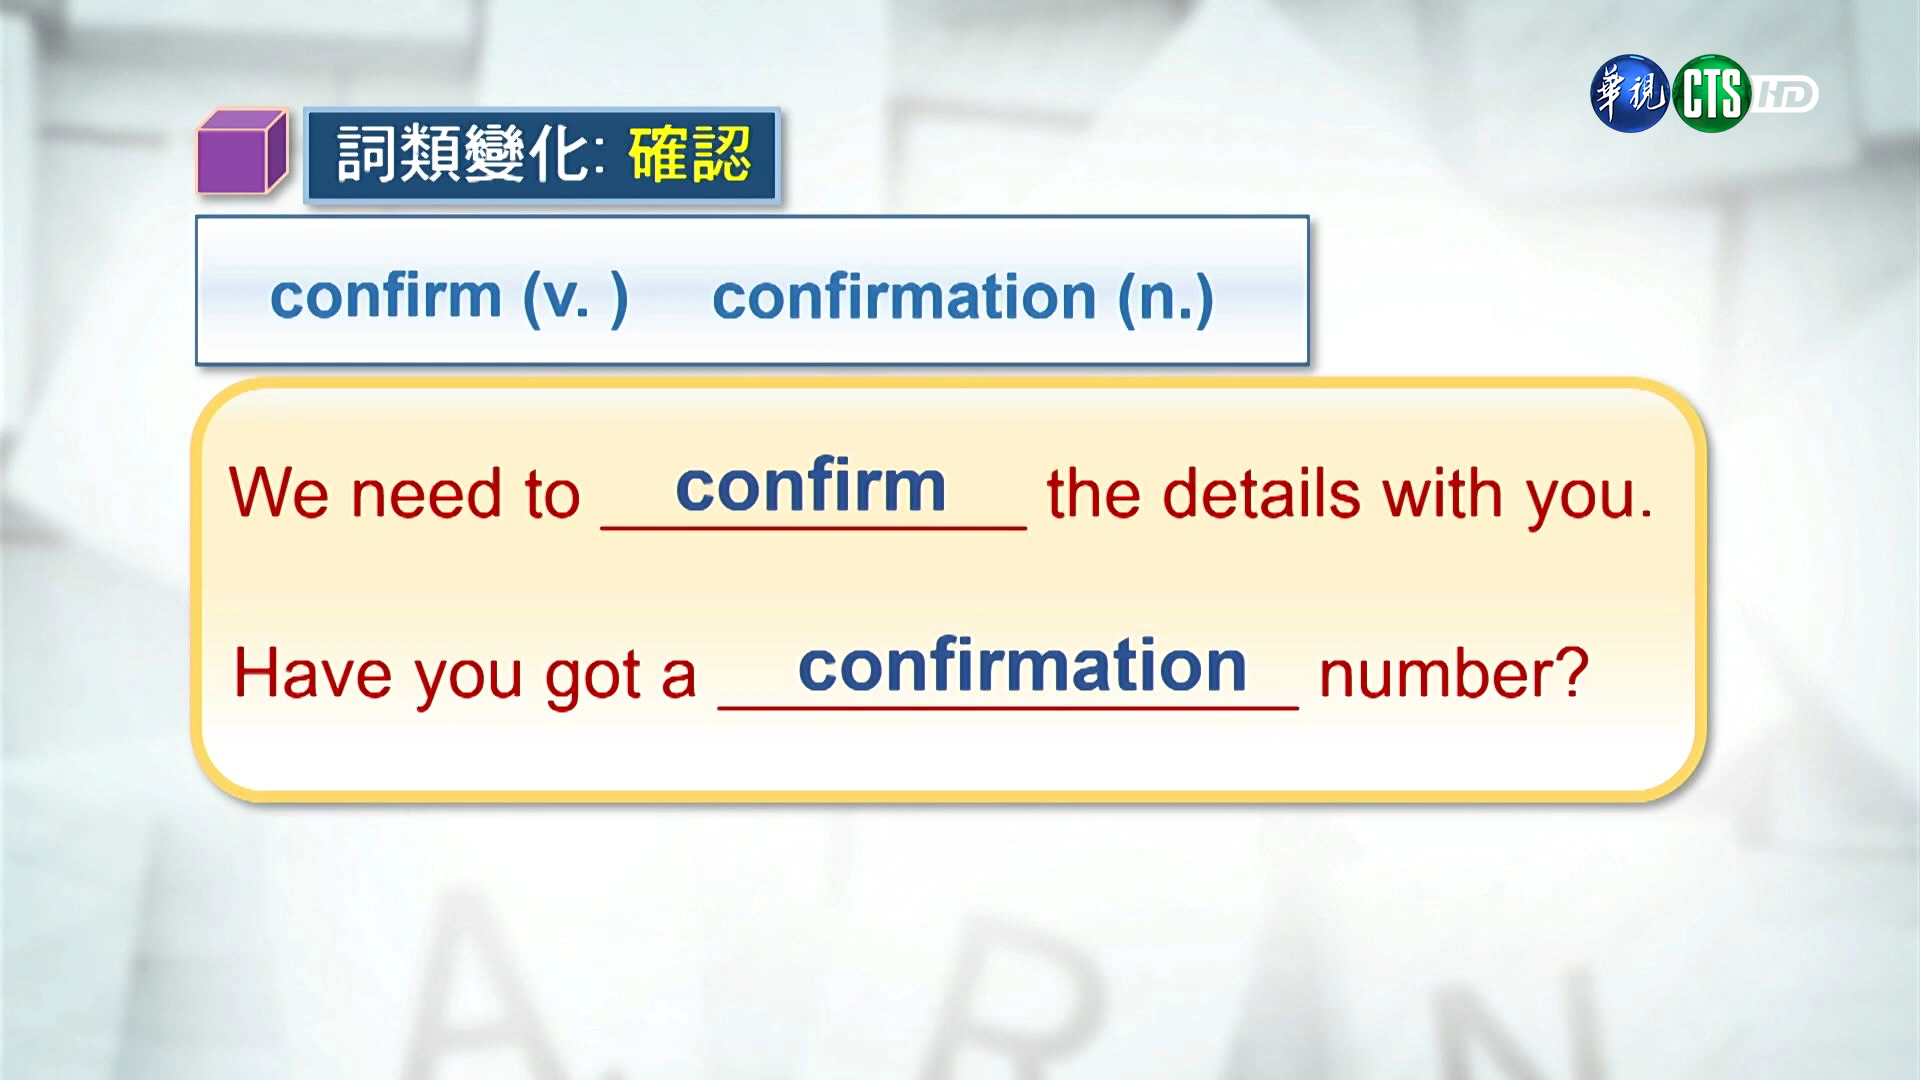 華視 CTS HD
詞類變化: 確認
confirm (v. ) confirmation (n.)
We need to confirm the details with you.
Have you got a confirmation number?
A R N